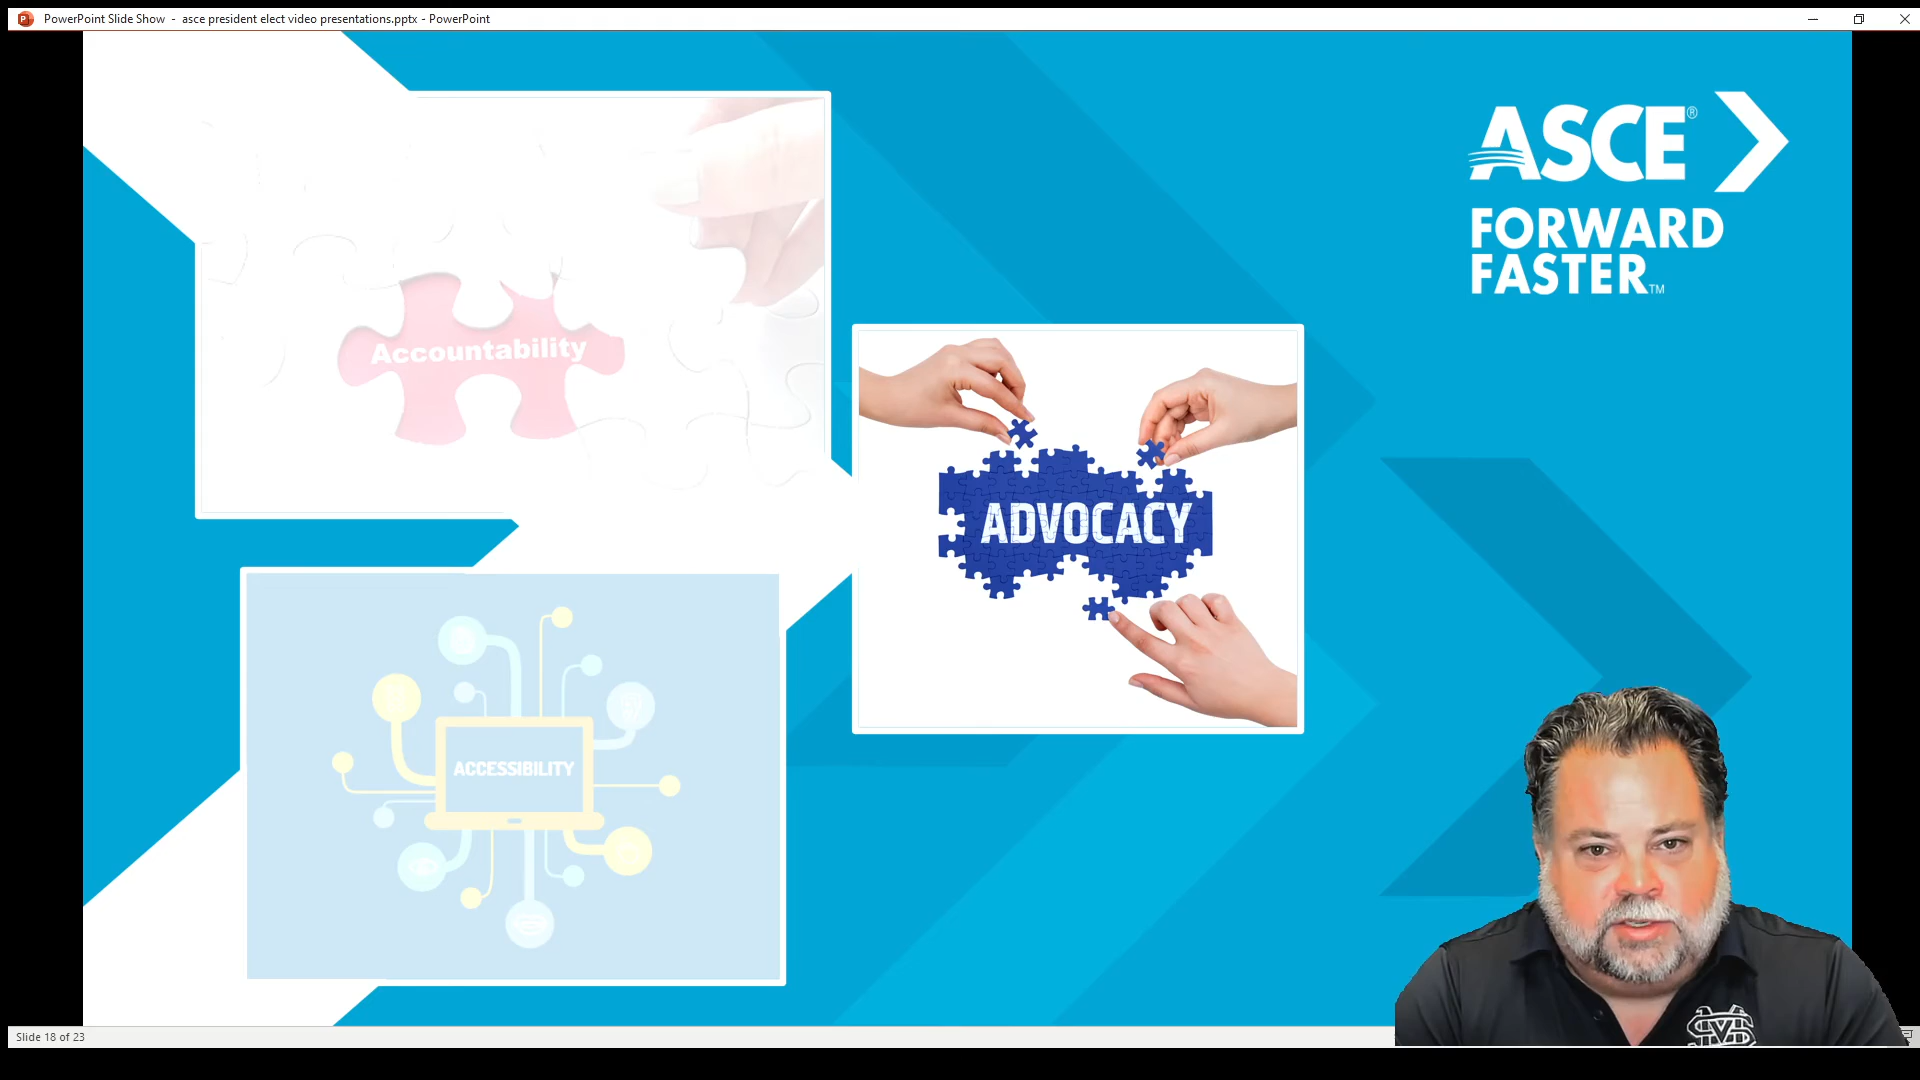 PowerPoint Slide Show - asce president elect video presentations.pptx - PowerPoint
ASCE®
FORWARD
FASTER™
Accountability
ADVOCACY
ACCESSIBILITY
Slide 18 of 23